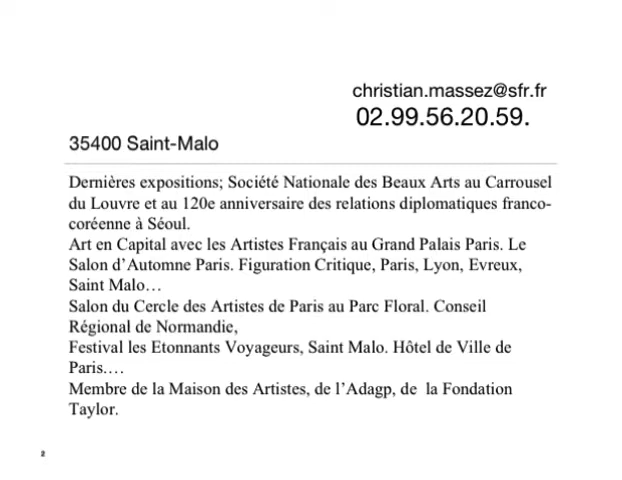 christian.massez@sfr.fr
02.99.56.20.59.
35400 Saint-Malo
Dernières expositions; Société Nationale des Beaux Arts au Carrousel
du Louvre et au 120e anniversaire des relations diplomatiques franco-
coréenne à Séoul.
Art en Capital avec les Artistes Français au Grand Palais Paris. Le
Salon d’Automne Paris. Figuration Critique, Paris, Lyon, Evreux,
Saint Malo…
Salon du Cercle des Artistes de Paris au Parc Floral. Conseil
Régional de Normandie,
Festival les Etonnants Voyageurs, Saint Malo. Hôtel de Ville de
Paris.…
Membre de la Maison des Artistes, de l’Adagp, de  la Fondation
Taylor.
2